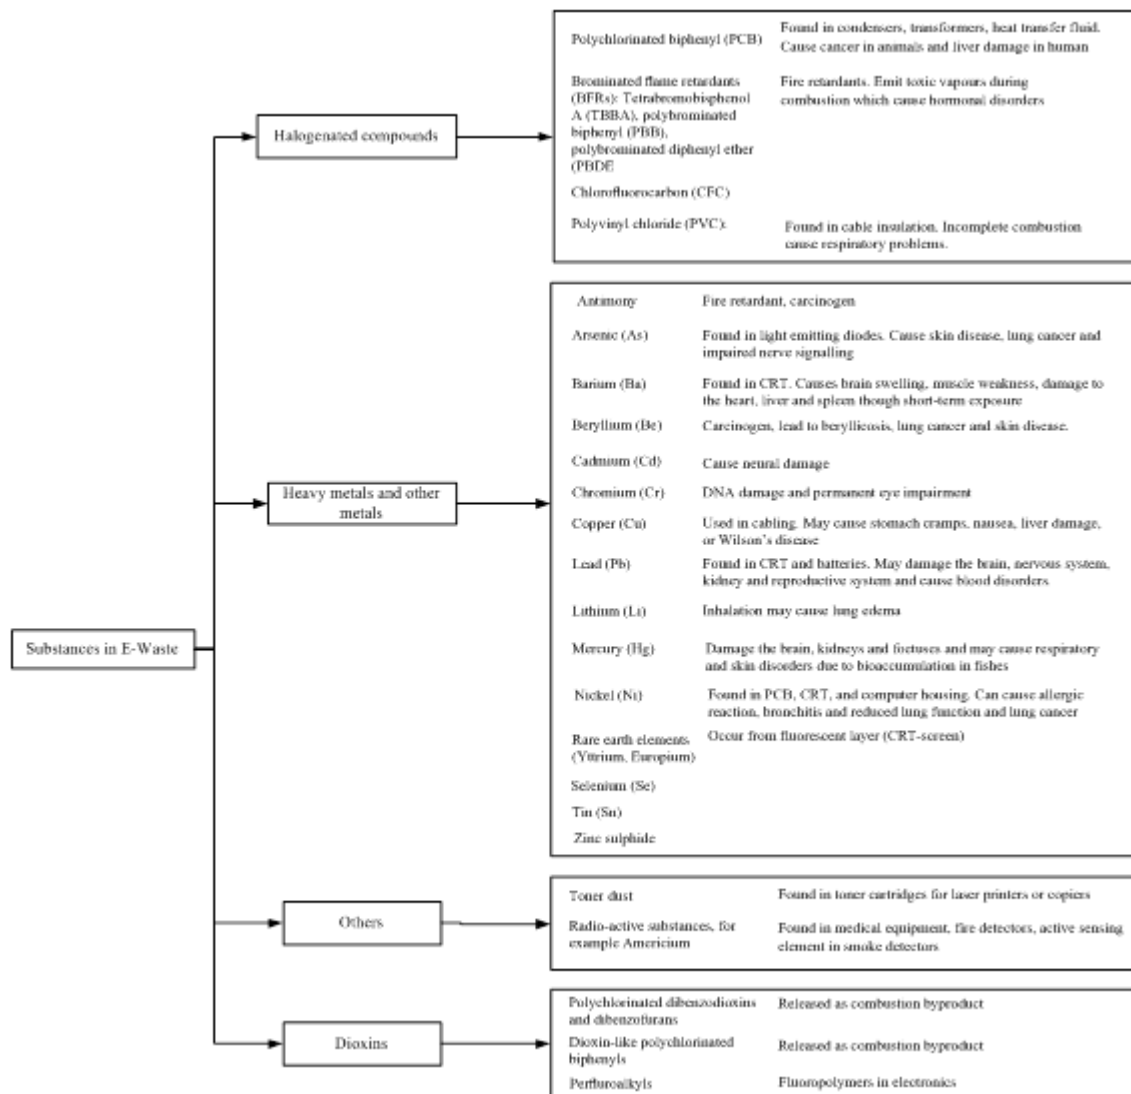 Polychlorinated biphenyl (PCB)
Found in condensers, transformers, heat transfer fluid.
Cause cancer in animals and liver damage in human
Brominated flame retardants
(BFRs): Tetrabromobisphenol
A (TBBA), polybrominated
biphenyl (PBB),
polybrominated diphenyl ether
(PBDE
Fire retardants. Emit toxic vapours during
combustion which cause hormonal disorders
Halogenated compounds
Chlorofluorocarbon (CFC)
Polyvinyl chloride (PVC):
Found in cable insulation. Incomplete combustion
cause respiratory problems.
Antimony
Fire retardant, carcinogen
Arsenic (As)
Found in light emitting diodes. Cause skin disease, lung cancer and
impaired nerve signalling
Barium (Ba)
Found in CRT. Causes brain swelling, muscle weakness, damage to
the heart, liver and spleen though short-term exposure
Beryllium (Be)
Carcinogen, lead to beryllicosis, lung cancer and skin disease.
Cadmium (Cd)
Cause neural damage
Heavy metals and other
metals
Chromium (Cr)
DNA damage and permanent eye impairment
Copper (Cu)
Used in cabling. May cause stomach cramps, nausea, liver damage,
or Wilson's disease
Lead (Pb)
Found in CRT and batteries. May damage the brain, nervous system,
kidney and reproductive system and cause blood disorders
Lithium (Li)
Inhalation may cause lung edema
Substances in E-Waste
Mercury (Hg)
Damage the brain, kidneys and foetuses and may cause respiratory
and skin disorders due to bioaccumulation in fishes
Nickel (Ni)
Found in PCB, CRT, and computer housing. Can cause allergic
reaction, bronchitis and reduced lung function and lung cancer
Rare earth elements
(Yttrium, Europium)
Occur from fluorescent layer (CRT-screen)
Selenium (Se)
Tin (Sn)
Zinc sulphide
Toner dust
Found in toner cartridges for laser printers or copiers
Others
Radio-active substances, for
example Americium
Found in medical equipment, fire detectors, active sensing
element in smoke detectors
Polychlorinated dibenzodioxins
and dibenzofurans
Released as combustion byproduct
Dioxins
Dioxin-like polychlorinated
biphenyls
Released as combustion byproduct
Perfluroalkyls
Fluoropolymers in electronics